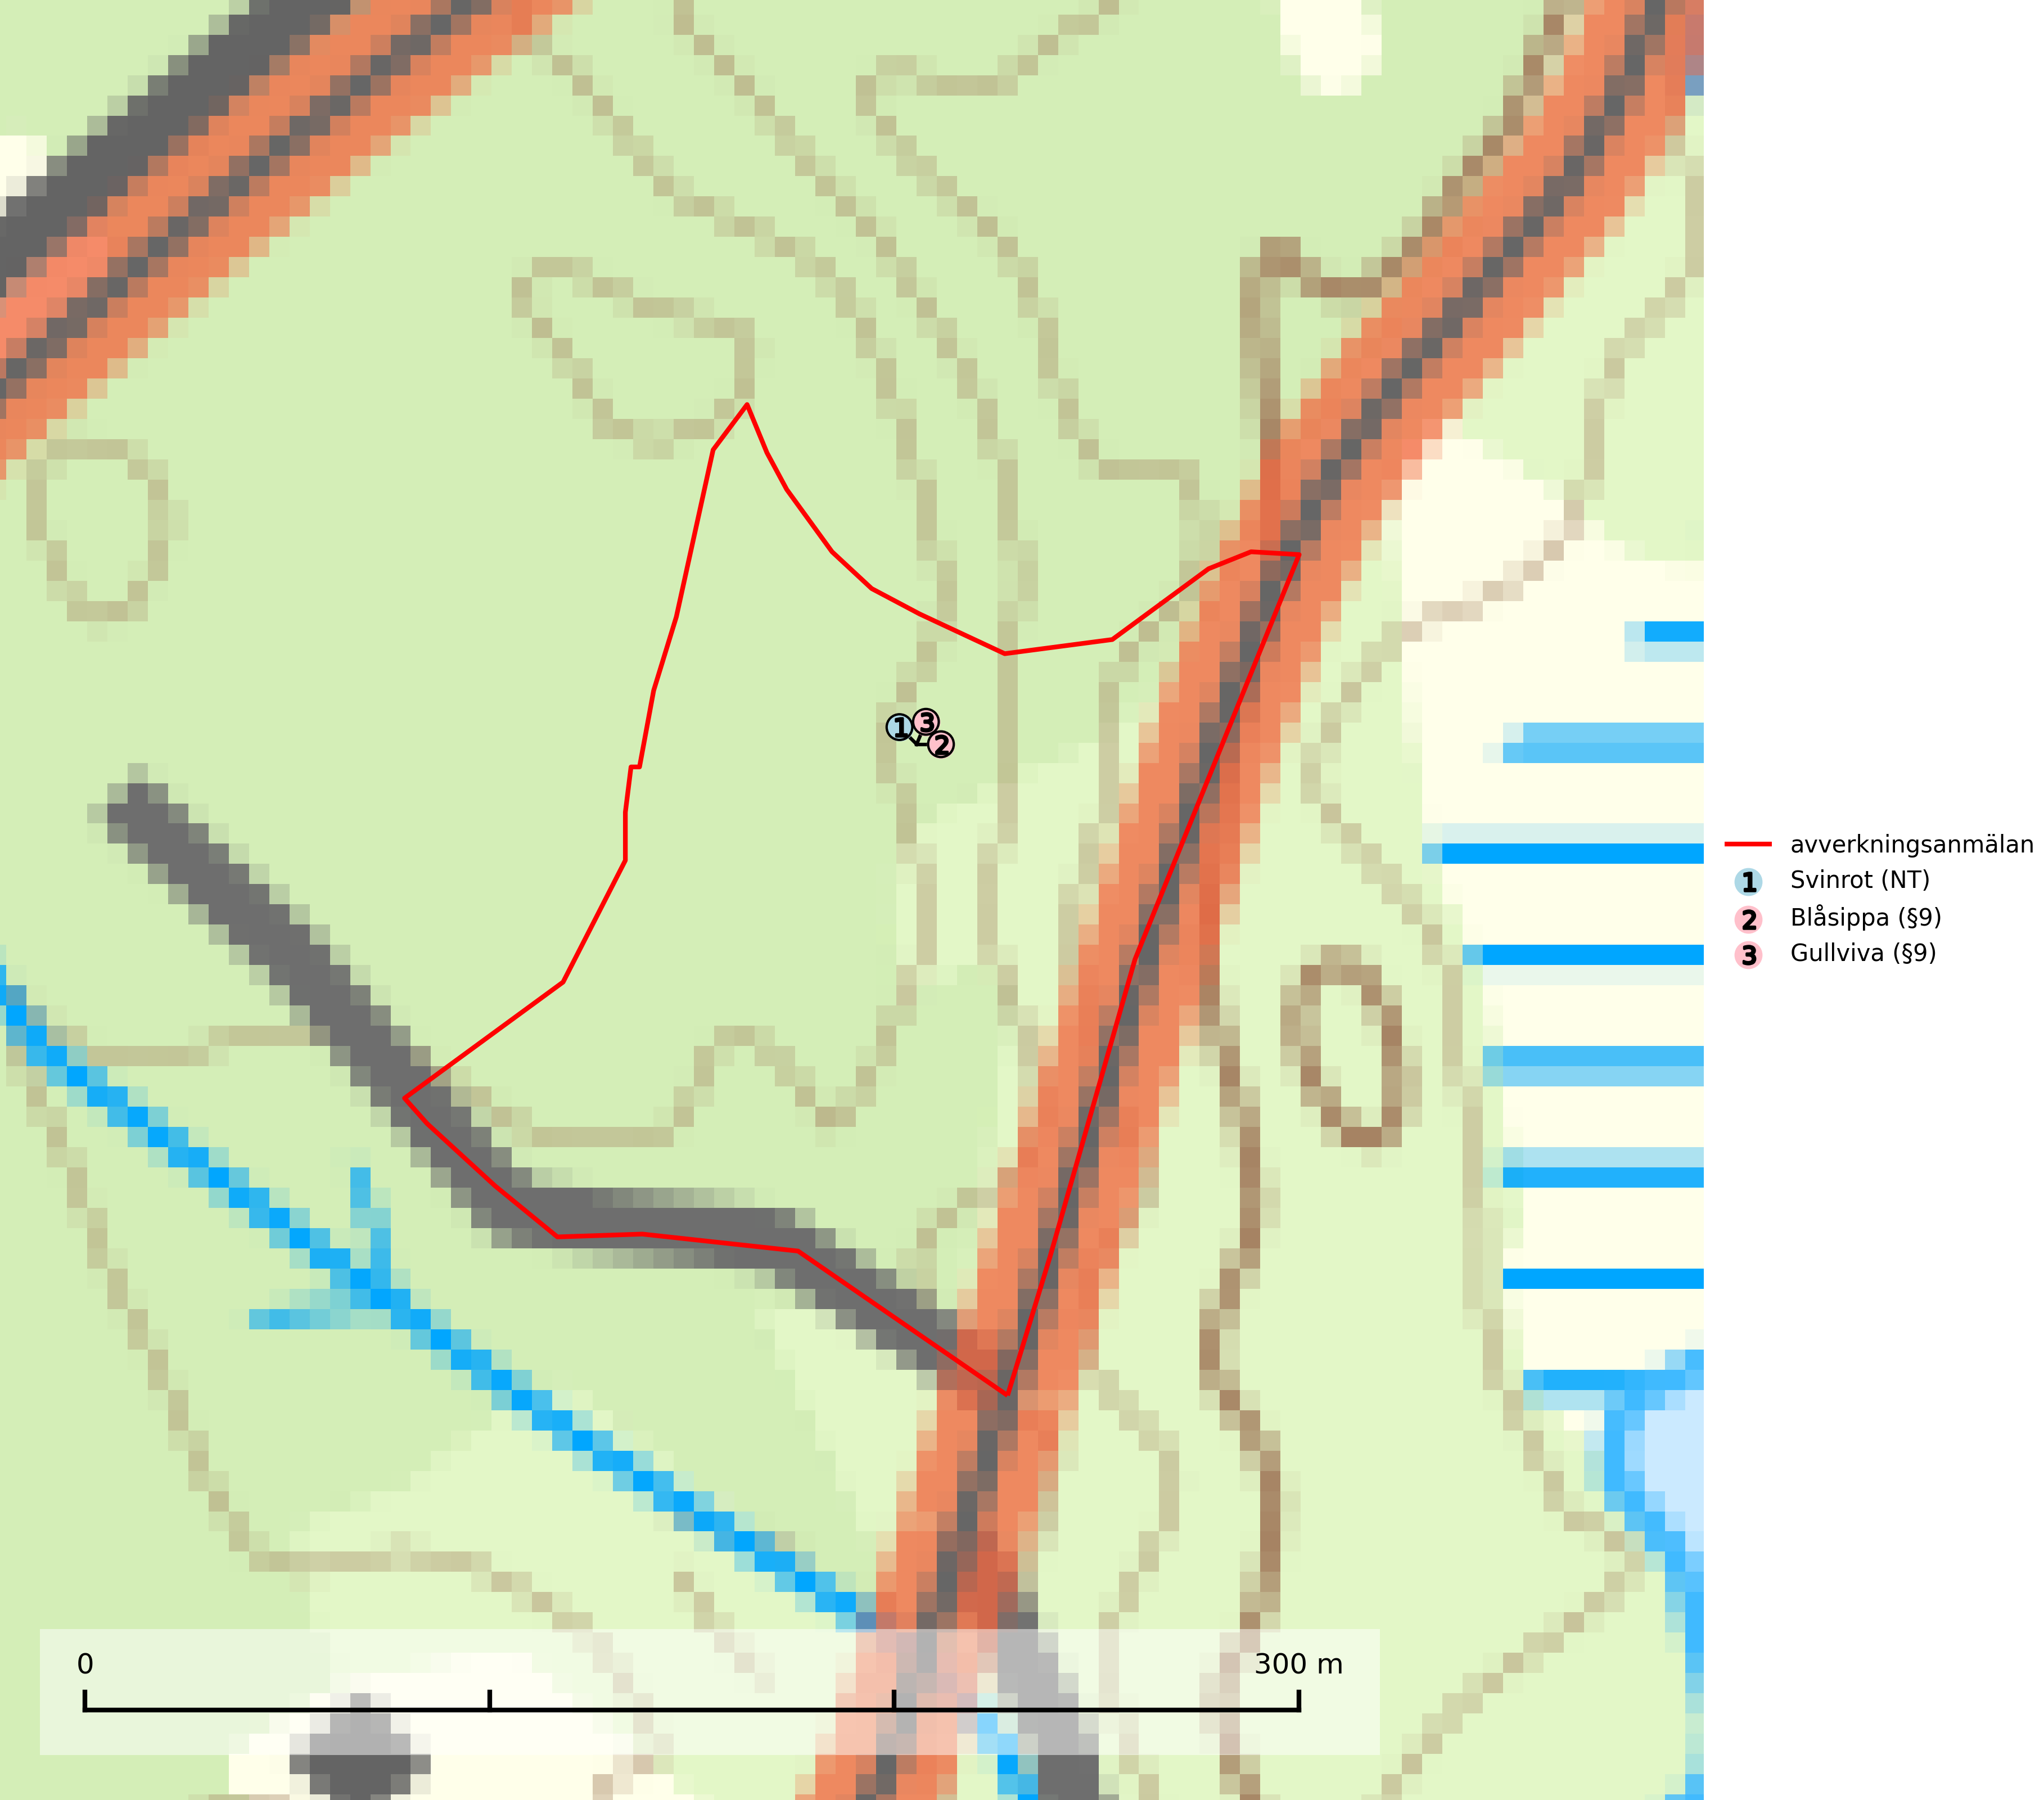 1
3
2
avverkningsanmälan
1 Svinrot (NT)
2 Blåsippa (§9)
3 Gullviva (§9)
0 300 m